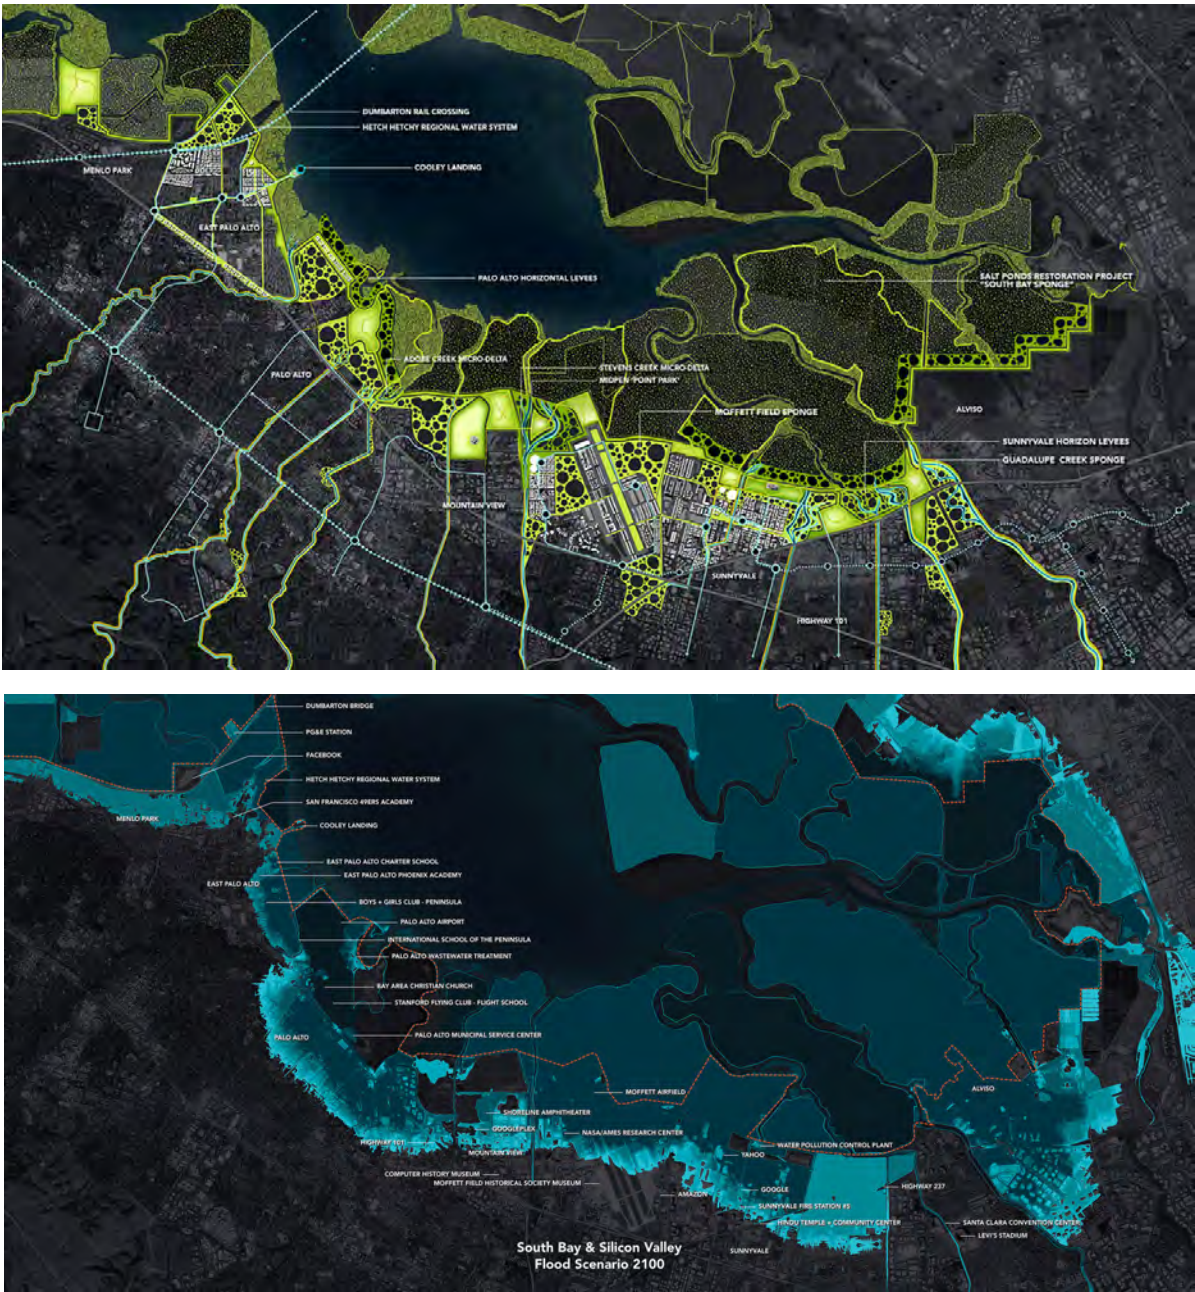 DUMBARTON RAIL CROSSING
HETCH HETCHY REGIONAL WATER SYSTEM
MENLO PARK
COOLEY LANDING
EAST PALO ALTO
PALO ALTO HORIZONTAL LEVEES
SALT PONDS RESTORATION PROJECT
"SOUTH BAY SPONGE"
ADOBE CREEK MICRO-DELTA
STEVENS CREEK MICRO-DELTA
MIDPEN 'POINT PARK'
PALO ALTO
MOFFETT FIELD SPONGE
ALVISO
SUNNYVALE HORIZON LEVEES
GUADALUPE CREEK SPONGE
MOUNTAIN VIEW
SUNNYVALE
HIGHWAY 101
DUMBARTON BRIDGE
PG&E STATION
FACEBOOK
HETCH HETCHY REGIONAL WATER SYSTEM
SAN FRANCISCO 49ERS ACADEMY
MENLO PARK
COOLEY LANDING
EAST PALO ALTO CHARTER SCHOOL
EAST PALO ALTO PHOENIX ACADEMY
EAST PALO ALTO
BOYS + GIRLS CLUB - PENINSULA
PALO ALTO AIRPORT
INTERNATIONAL SCHOOL OF THE PENINSULA
PALO ALTO WASTEWATER TREATMENT
BAY AREA CHRISTIAN CHURCH
STANFORD FLYING CLUB - FLIGHT SCHOOL
PALO ALTO
PALO ALTO MUNICIPAL SERVICE CENTER
MOFFETT AIRFIELD
ALVISO
SHORELINE AMPHITHEATER
GOOGLEPLEX
NASA/AMES RESEARCH CENTER
HIGHWAY 101
WATER POLLUTION CONTROL PLANT
MOUNTAIN VIEW
YAHOO
COMPUTER HISTORY MUSEUM
MOFFETT FIELD HISTORICAL SOCIETY MUSEUM
AMAZON
GOOGLE
HIGHWAY 237
SUNNYVALE FIRE STATION #5
HINDU TEMPLE + COMMUNITY CENTER
SANTA CLARA CONVENTION CENTER
LEVI'S STADIUM
SUNNYVALE
South Bay & Silicon Valley
Flood Scenario 2100